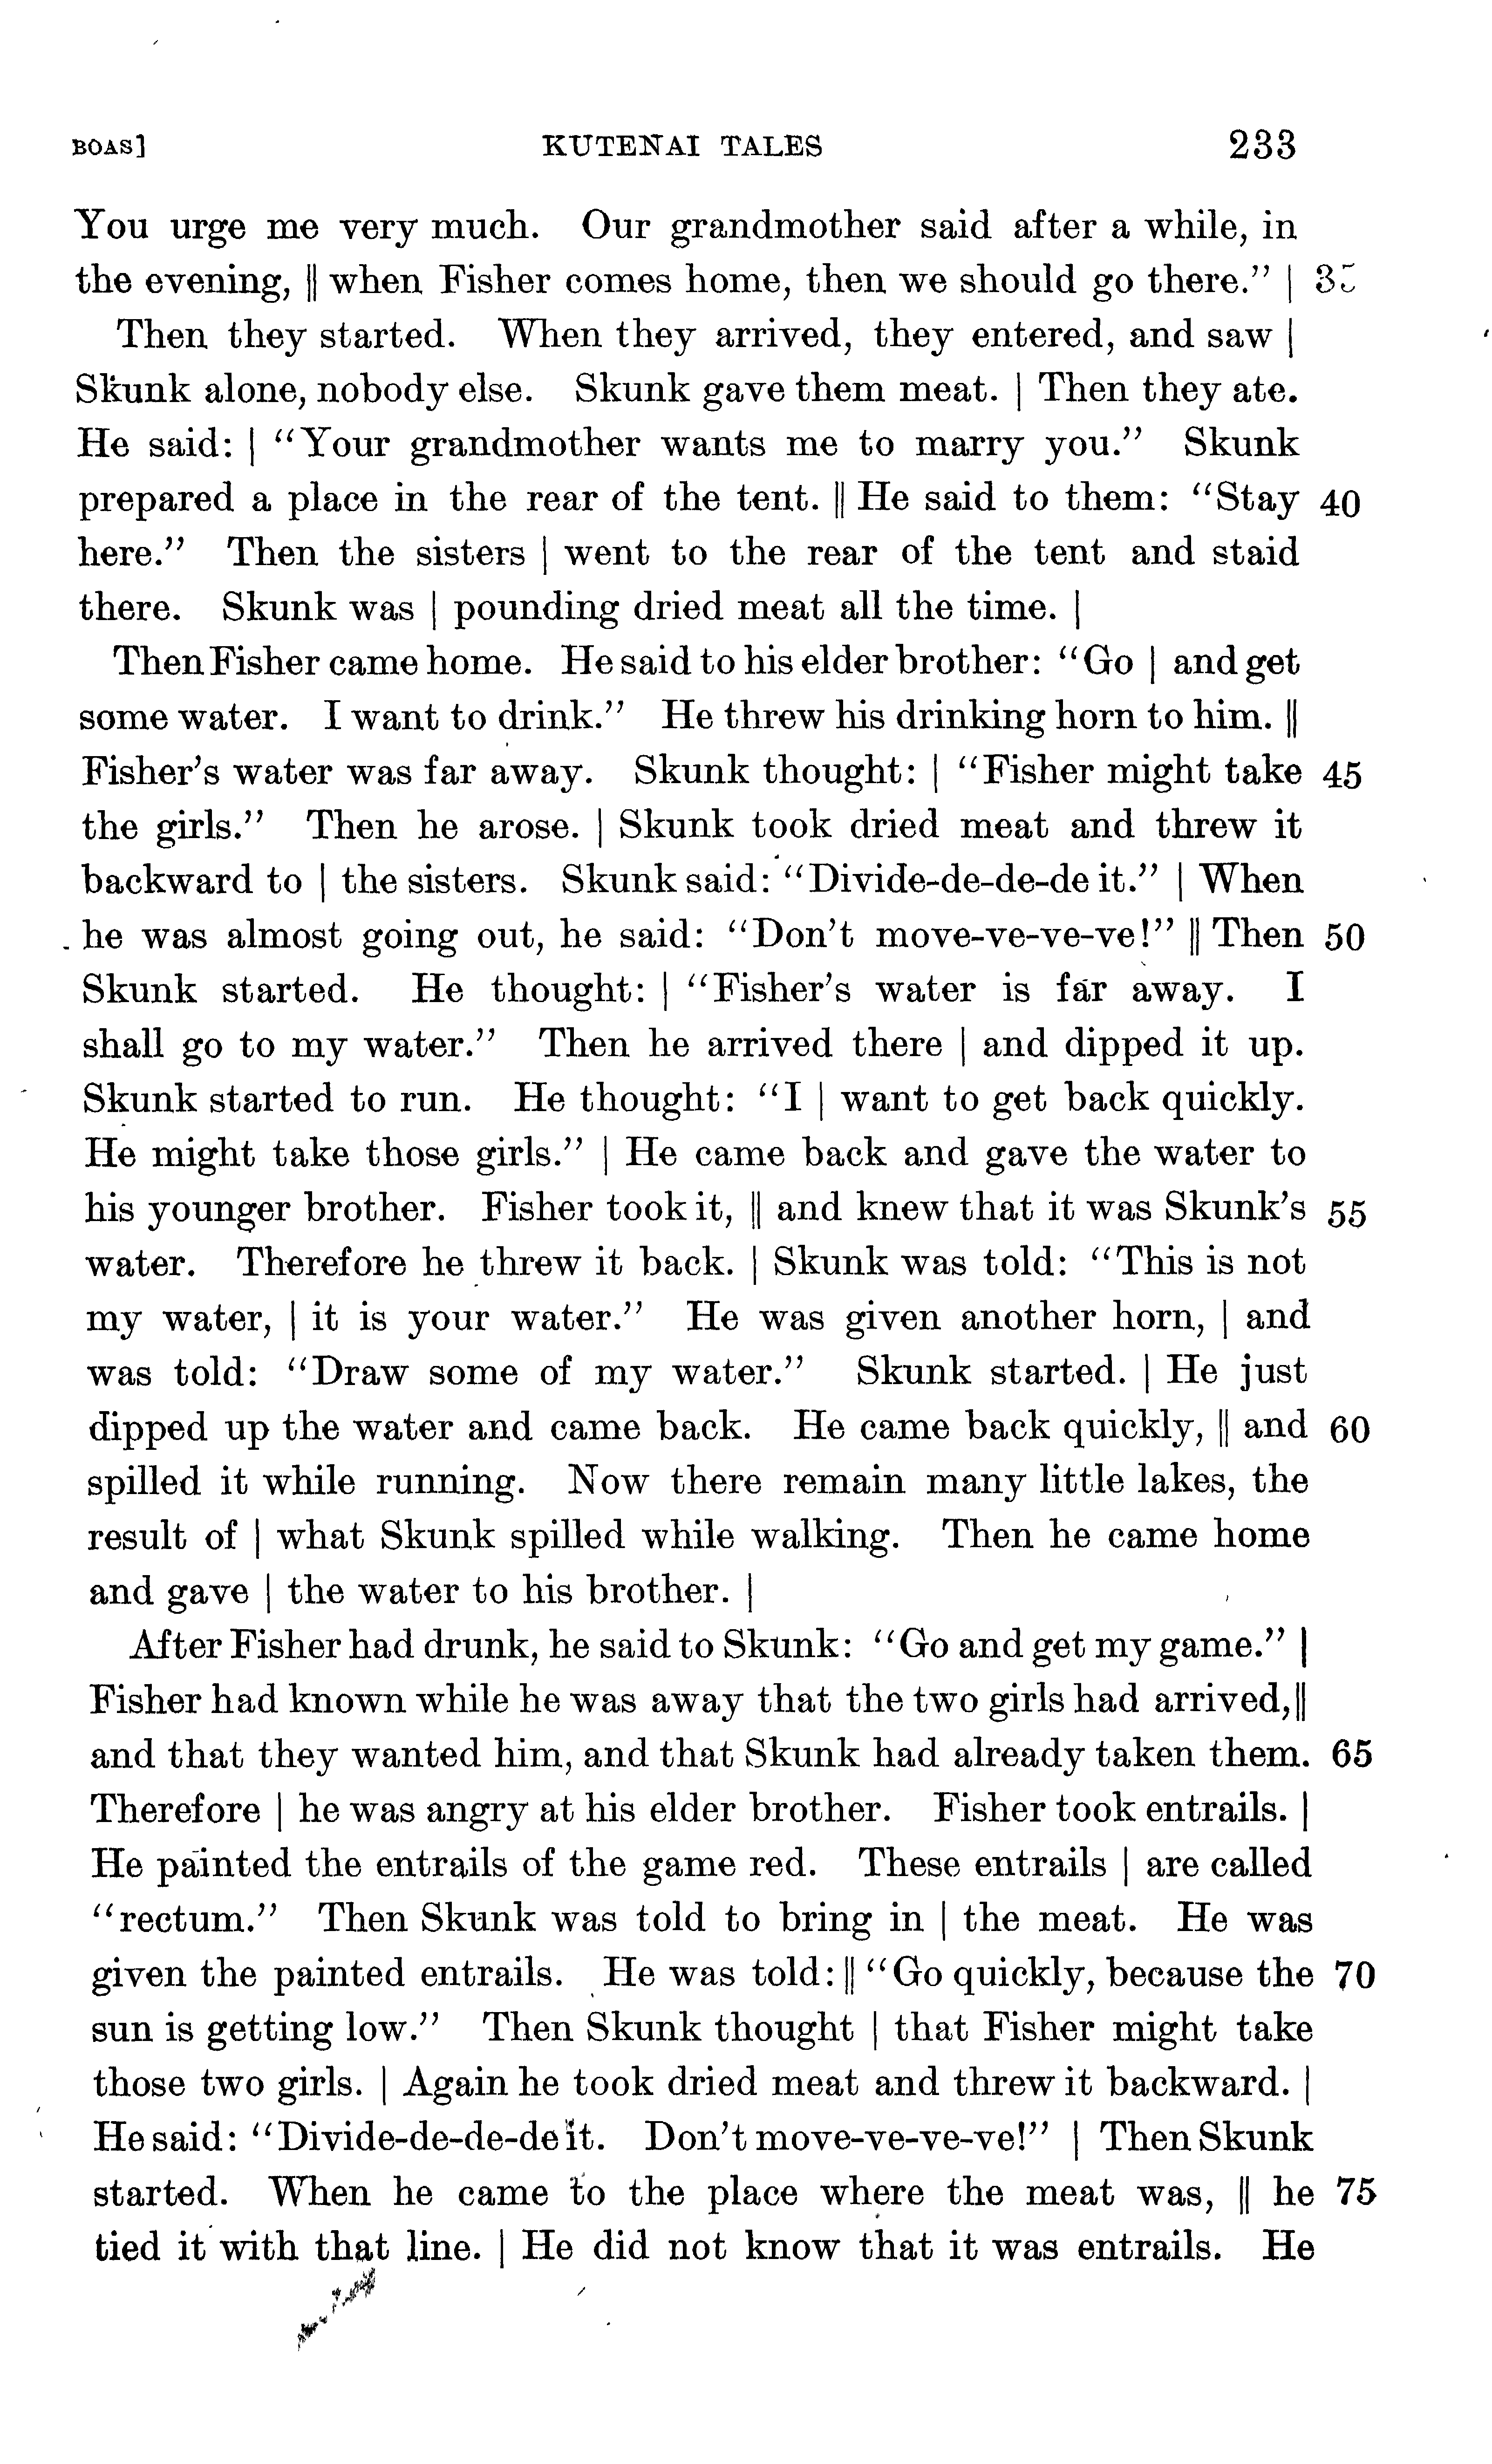 BOAS] KUTENAI TALES 233
You urge me very much. Our grandmother said after a while, in
the evening, || when Fisher comes home, then we should go there." | 35
Then they started. When they arrived, they entered, and saw |
Skunk alone, nobody else. Skunk gave them meat. | Then they ate.
He said: | "Your grandmother wants me to marry you." Skunk
prepared a place in the rear of the tent. || He said to them: "Stay 40
here." Then the sisters | went to the rear of the tent and staid
there. Skunk was | pounding dried meat all the time. |
Then Fisher came home. He said to his elder brother: "Go | and get
some water. I want to drink." He threw his drinking horn to him. ||
Fisher's water was far away. Skunk thought: | "Fisher might take 45
the girls." Then he arose. | Skunk took dried meat and threw it
backward to | the sisters. Skunk said: "Divide-de-de-de it." | When
he was almost going out, he said: "Don't move-ve-ve-ve!" || Then 50
Skunk started. He thought: | "Fisher's water is far away. I
shall go to my water." Then he arrived there | and dipped it up.
Skunk started to run. He thought: "I | want to get back quickly.
He might take those girls." | He came back and gave the water to
his younger brother. Fisher took it, || and knew that it was Skunk's 55
water. Therefore he threw it back. | Skunk was told: "This is not
my water, | it is your water." He was given another horn, | and
was told: "Draw some of my water." Skunk started. | He just
dipped up the water and came back. He came back quickly, || and 60
spilled it while running. Now there remain many little lakes, the
result of | what Skunk spilled while walking. Then he came home
and gave | the water to his brother. |
After Fisher had drunk, he said to Skunk: "Go and get my game." |
Fisher had known while he was away that the two girls had arrived, ||
and that they wanted him, and that Skunk had already taken them. 65
Therefore | he was angry at his elder brother. Fisher took entrails. |
He painted the entrails of the game red. These entrails | are called
"rectum." Then Skunk was told to bring in | the meat. He was
given the painted entrails. He was told: || "Go quickly, because the 70
sun is getting low." Then Skunk thought | that Fisher might take
those two girls. | Again he took dried meat and threw it backward. |
He said: "Divide-de-de-de it. Don't move-ve-ve-ve!" | Then Skunk
started. When he came to the place where the meat was, || he 75
tied it with that line. | He did not know that it was entrails. He